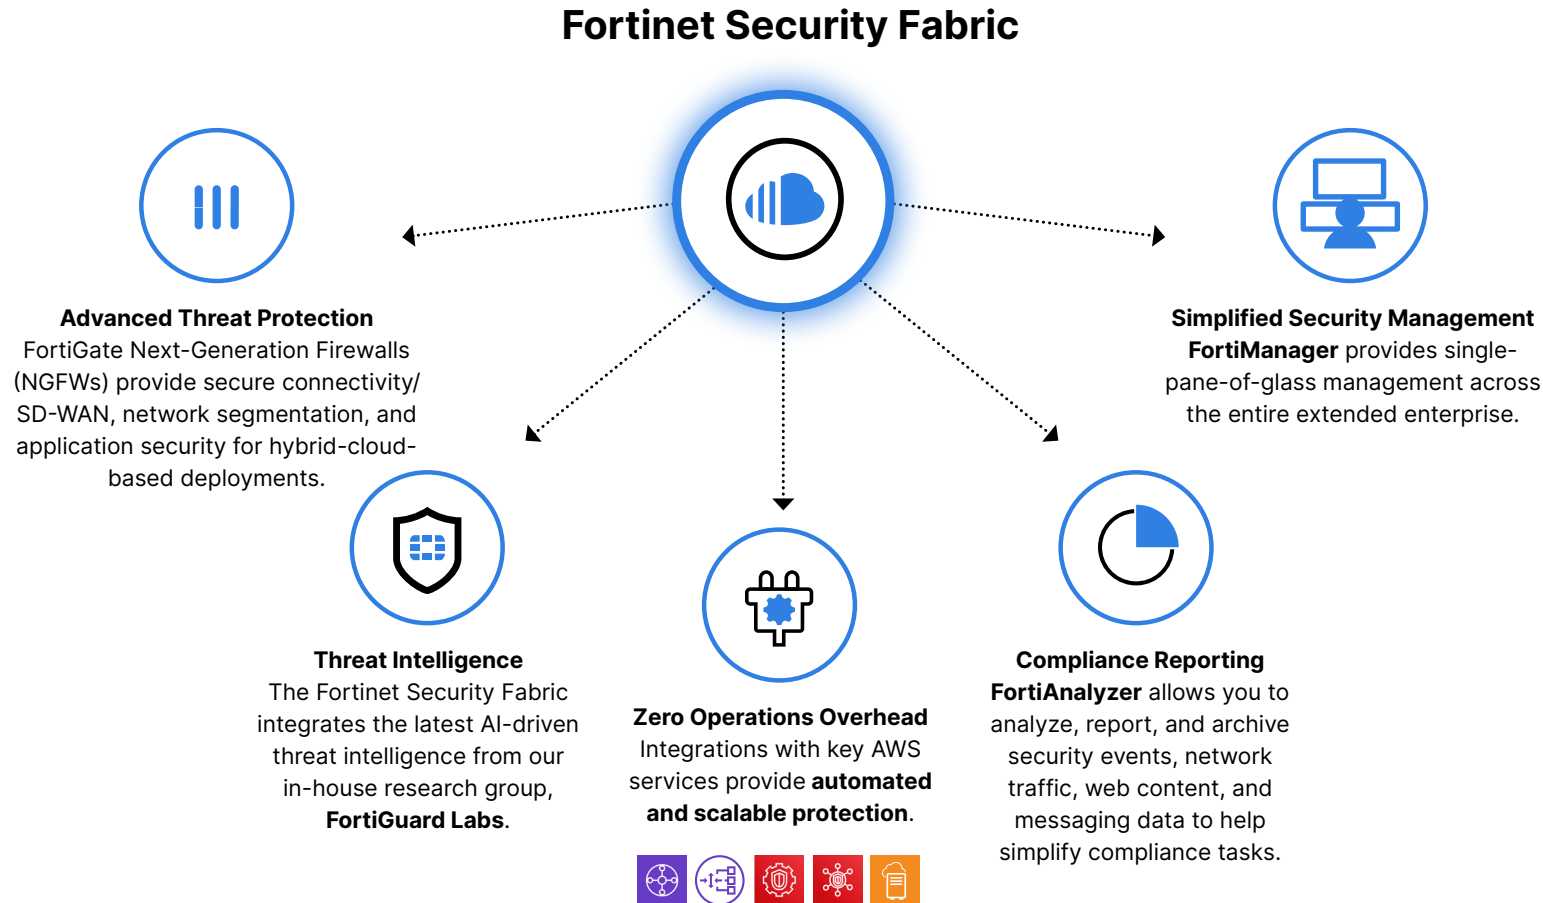 Fortinet Security Fabric
Advanced Threat Protection
FortiGate Next-Generation Firewalls
(NGFWs) provide secure connectivity/
SD-WAN, network segmentation, and
application security for hybrid-cloud-
based deployments.
Simplified Security Management
FortiManager provides single-
pane-of-glass management across
the entire extended enterprise.
Threat Intelligence
The Fortinet Security Fabric
integrates the latest AI-driven
threat intelligence from our
in-house research group,
FortiGuard Labs.
Zero Operations Overhead
Integrations with key AWS
services provide automated
and scalable protection.
Compliance Reporting
FortiAnalyzer allows you to
analyze, report, and archive
security events, network
traffic, web content, and
messaging data to help
simplify compliance tasks.